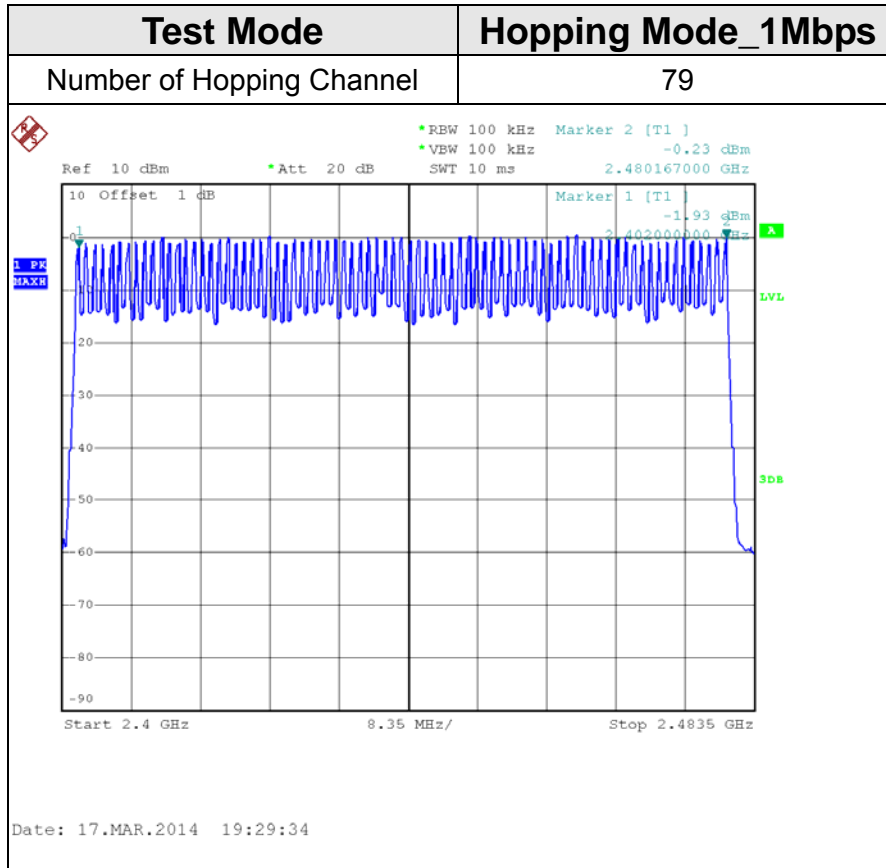 Test Mode Hopping Mode_1Mbps
Number of Hopping Channel 79
R S
*RBW 100 kHz Marker 2 [T1 ]
*VBW 100 kHz -0.23 dBm
Ref 10 dBm *Att 20 dB SWT 10 ms 2.480167000 GHz
10 Offset 1 dB Marker 1 [T1 ]
-1.93 dBm
2.402000000 GHz
1 2
0
A
1 PK
MAXH
-10
LVL
-20
-30
-40
3DB
-50
-60
-70
-80
-90
Start 2.4 GHz 8.35 MHz/ Stop 2.4835 GHz
Date: 17.MAR.2014 19:29:34